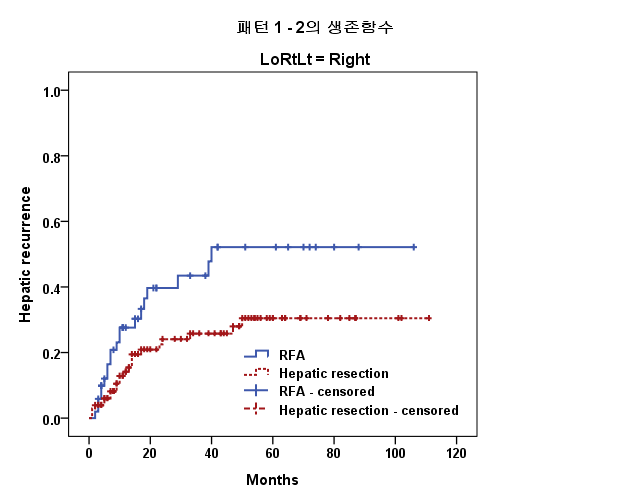 패턴 1 - 2의 생존함수
LoRtLt = Right
Hepatic recurrence
1.0
0.8
0.6
0.4
0.2
0.0
RFA
Hepatic resection
RFA - censored
Hepatic resection - censored
0 20 40 60 80 100 120
Months